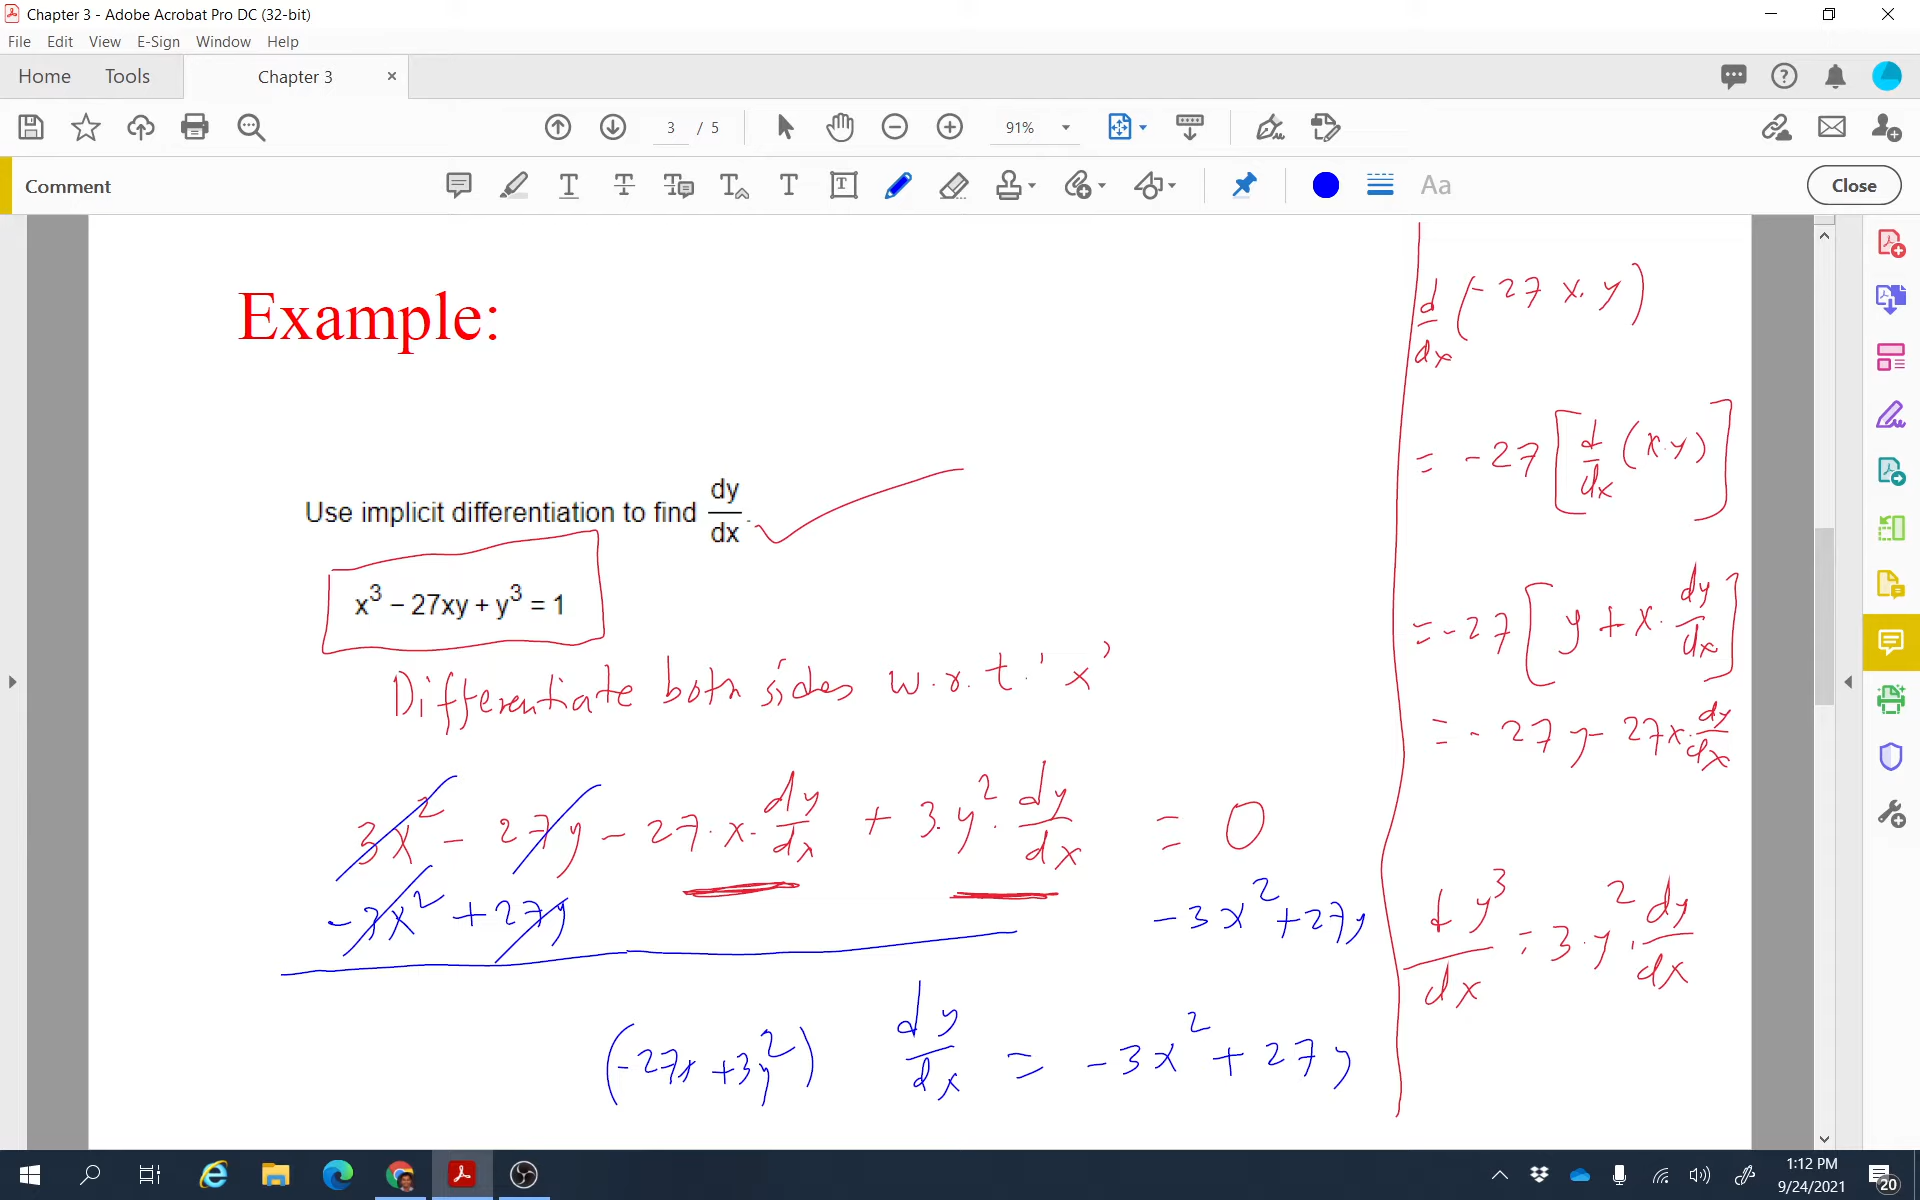 Chapter 3 - Adobe Acrobat Pro DC (32-bit)
File Edit View E-Sign Window Help
Home Tools Chapter 3 ×
3 / 5 91%
Comment T T T T T T Aa Close
Example:
Use implicit differentiation to find dy/dx.
x³ − 27xy + y³ = 1
Differentiate both sides w.r.t. 'x'
3x² - 27y - 27·x·dy/dx + 3·y²·dy/dx = 0
-3x² + 27y -3x² + 27y
(-27x + 3y²) dy/dx = -3x² + 27y
d/dx (-27 x·y)
= -27 [d/dx (x·y)]
= -27 [y + x·dy/dx]
= -27y - 27x·dy/dx
dy³/dx = 3·y²·dy/dx
1:12 PM
9/24/2021
20